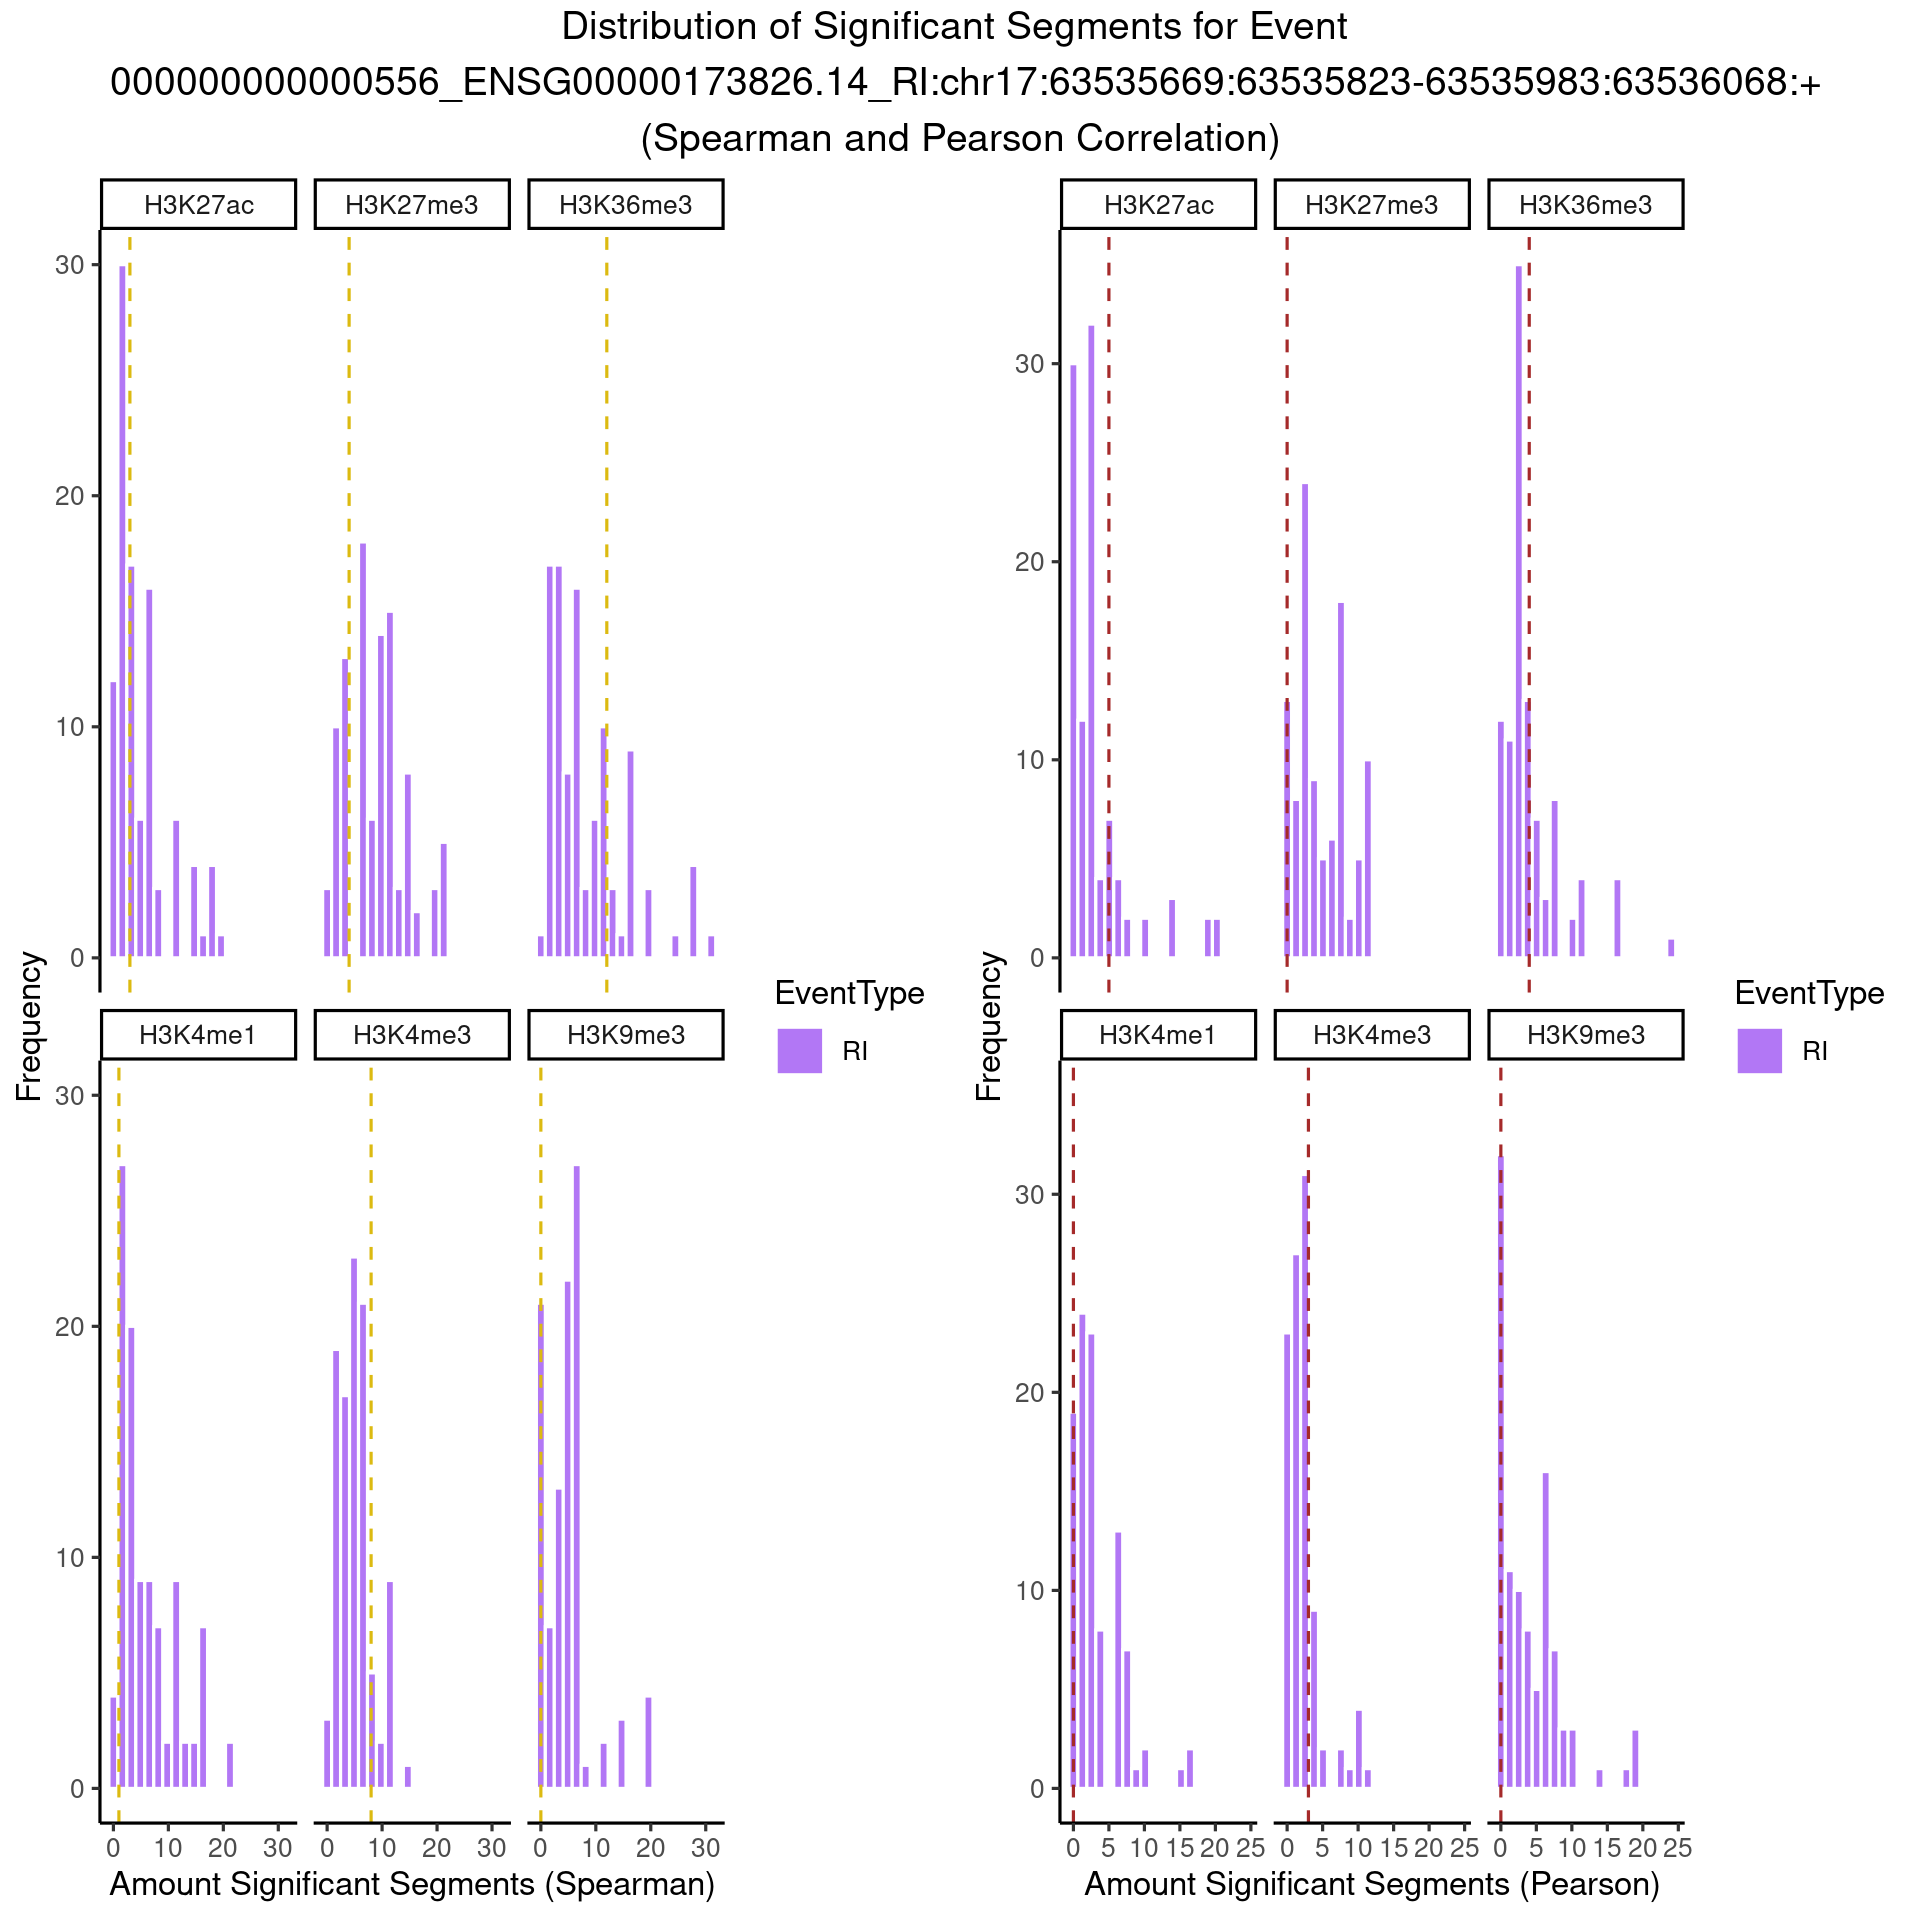 Distribution of Significant Segments for Event
000000000000556_ENSG00000173826.14_RI:chr17:63535669:63535823-63535983:63536068:+
(Spearman and Pearson Correlation)
H3K27ac H3K27me3 H3K36me3
30
20
10
0
H3K4me1 H3K4me3 H3K9me3
30
20
10
0
0 10 20 30 0 10 20 30 0 10 20 30
Amount Significant Segments (Spearman)
Frequency
EventType
RI
H3K27ac H3K27me3 H3K36me3
30
20
10
0
H3K4me1 H3K4me3 H3K9me3
30
20
10
0
0 5 10 15 20 25 0 5 10 15 20 25 0 5 10 15 20 25
Amount Significant Segments (Pearson)
Frequency
EventType
RI